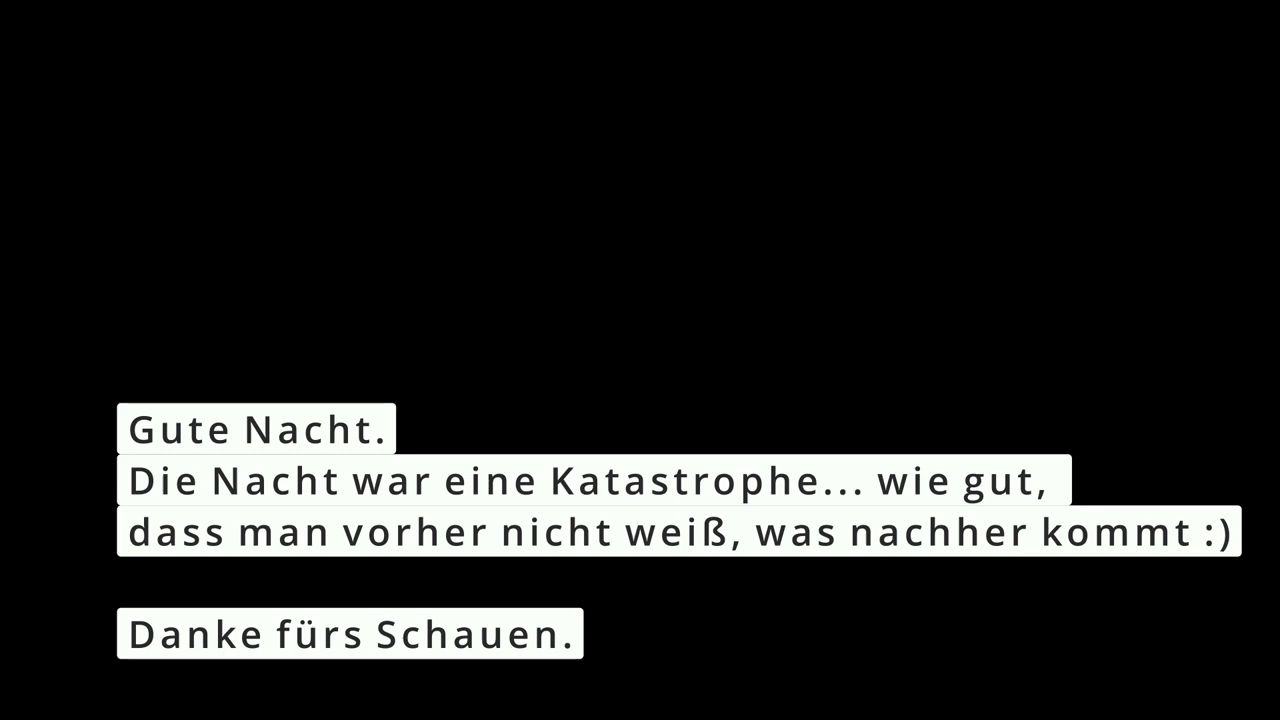 Gute Nacht.
Die Nacht war eine Katastrophe... wie gut,
dass man vorher nicht weiß, was nachher kommt :)
Danke fürs Schauen.